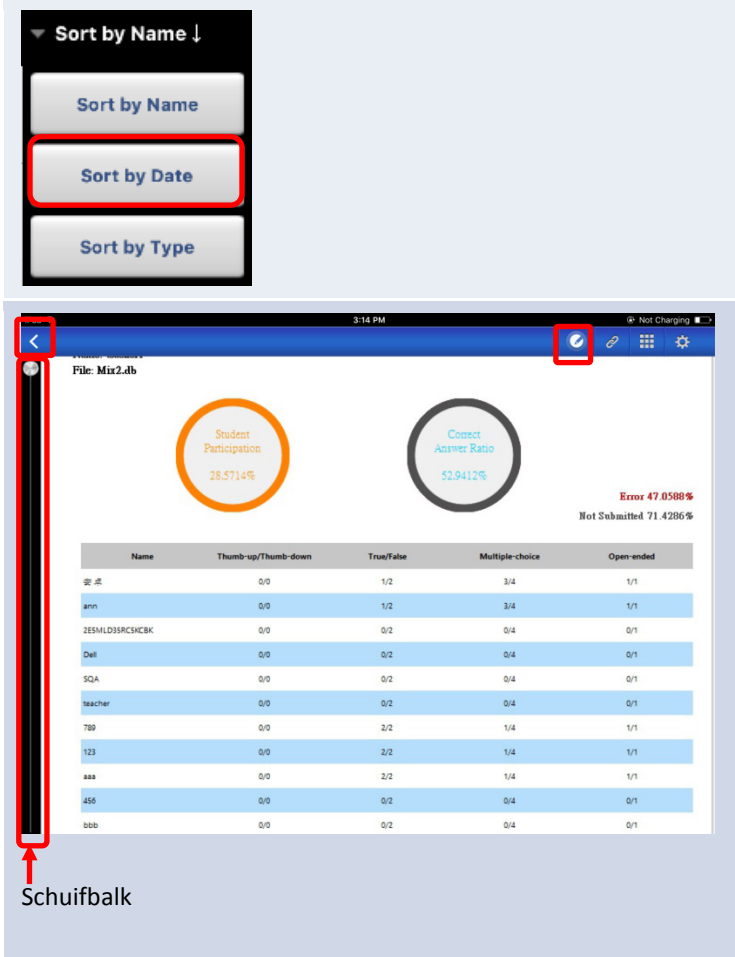 Sort by Name ↓
Sort by Name
Sort by Date
Sort by Type
3:14 PM
Not Charging
File: Mix2.db
Student
Participation
28.5714%
Correct
Answer Ratio
52.9412%
Error 47.0588%
Not Submitted 71.4286%
Name Thumb-up/Thumb-down True/False Multiple-choice Open-ended
0/0 1/2 3/4 1/1
ann 0/0 1/2 3/4 1/1
2E5MLD35RC5KCBK 0/0 0/2 0/4 0/1
Dell 0/0 0/2 0/4 0/1
SQA 0/0 0/2 0/4 0/1
teacher 0/0 0/2 0/4 0/1
789 0/0 2/2 1/4 1/1
123 0/0 2/2 1/4 1/1
aaa 0/0 2/2 1/4 1/1
456 0/0 0/2 0/4 0/1
bbb 0/0 0/2 0/4 0/1
Schuifbalk